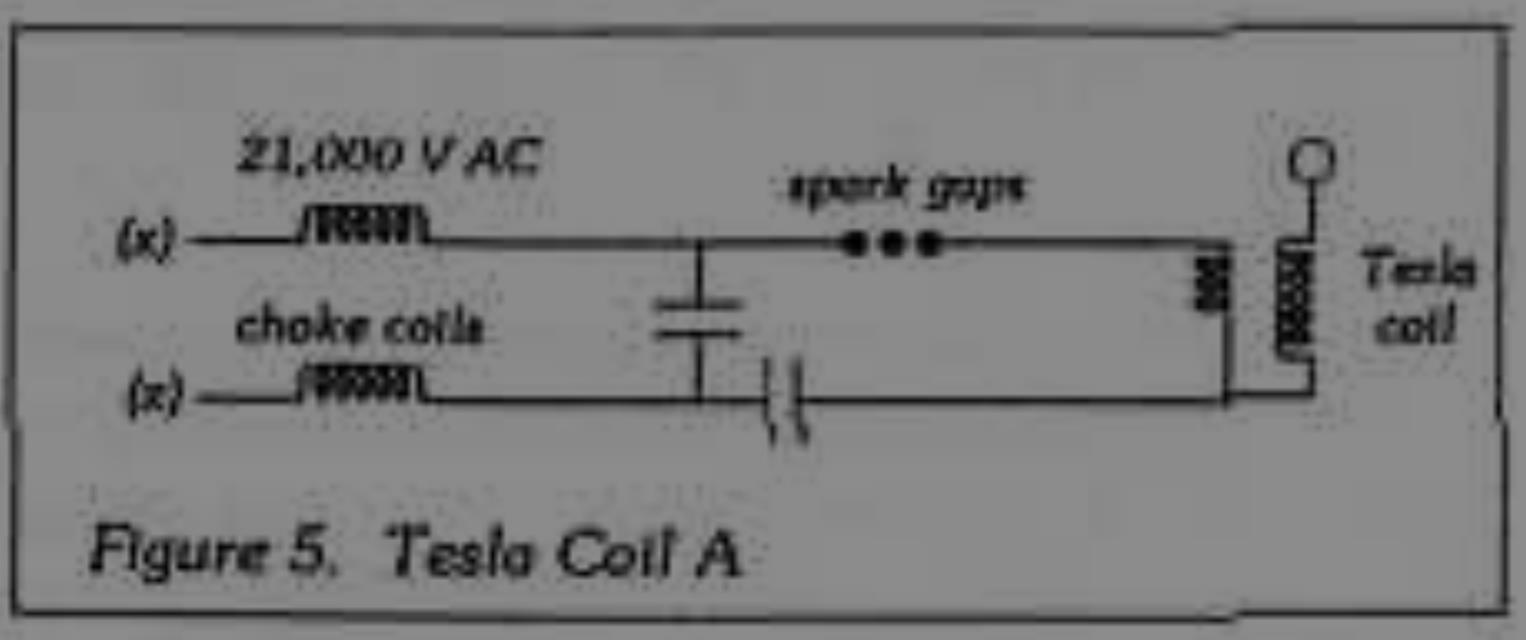 21,000 V AC
spark gaps
(x)
Tesla
coil
choke coils
(x)
Figure 5. Tesla Coil A